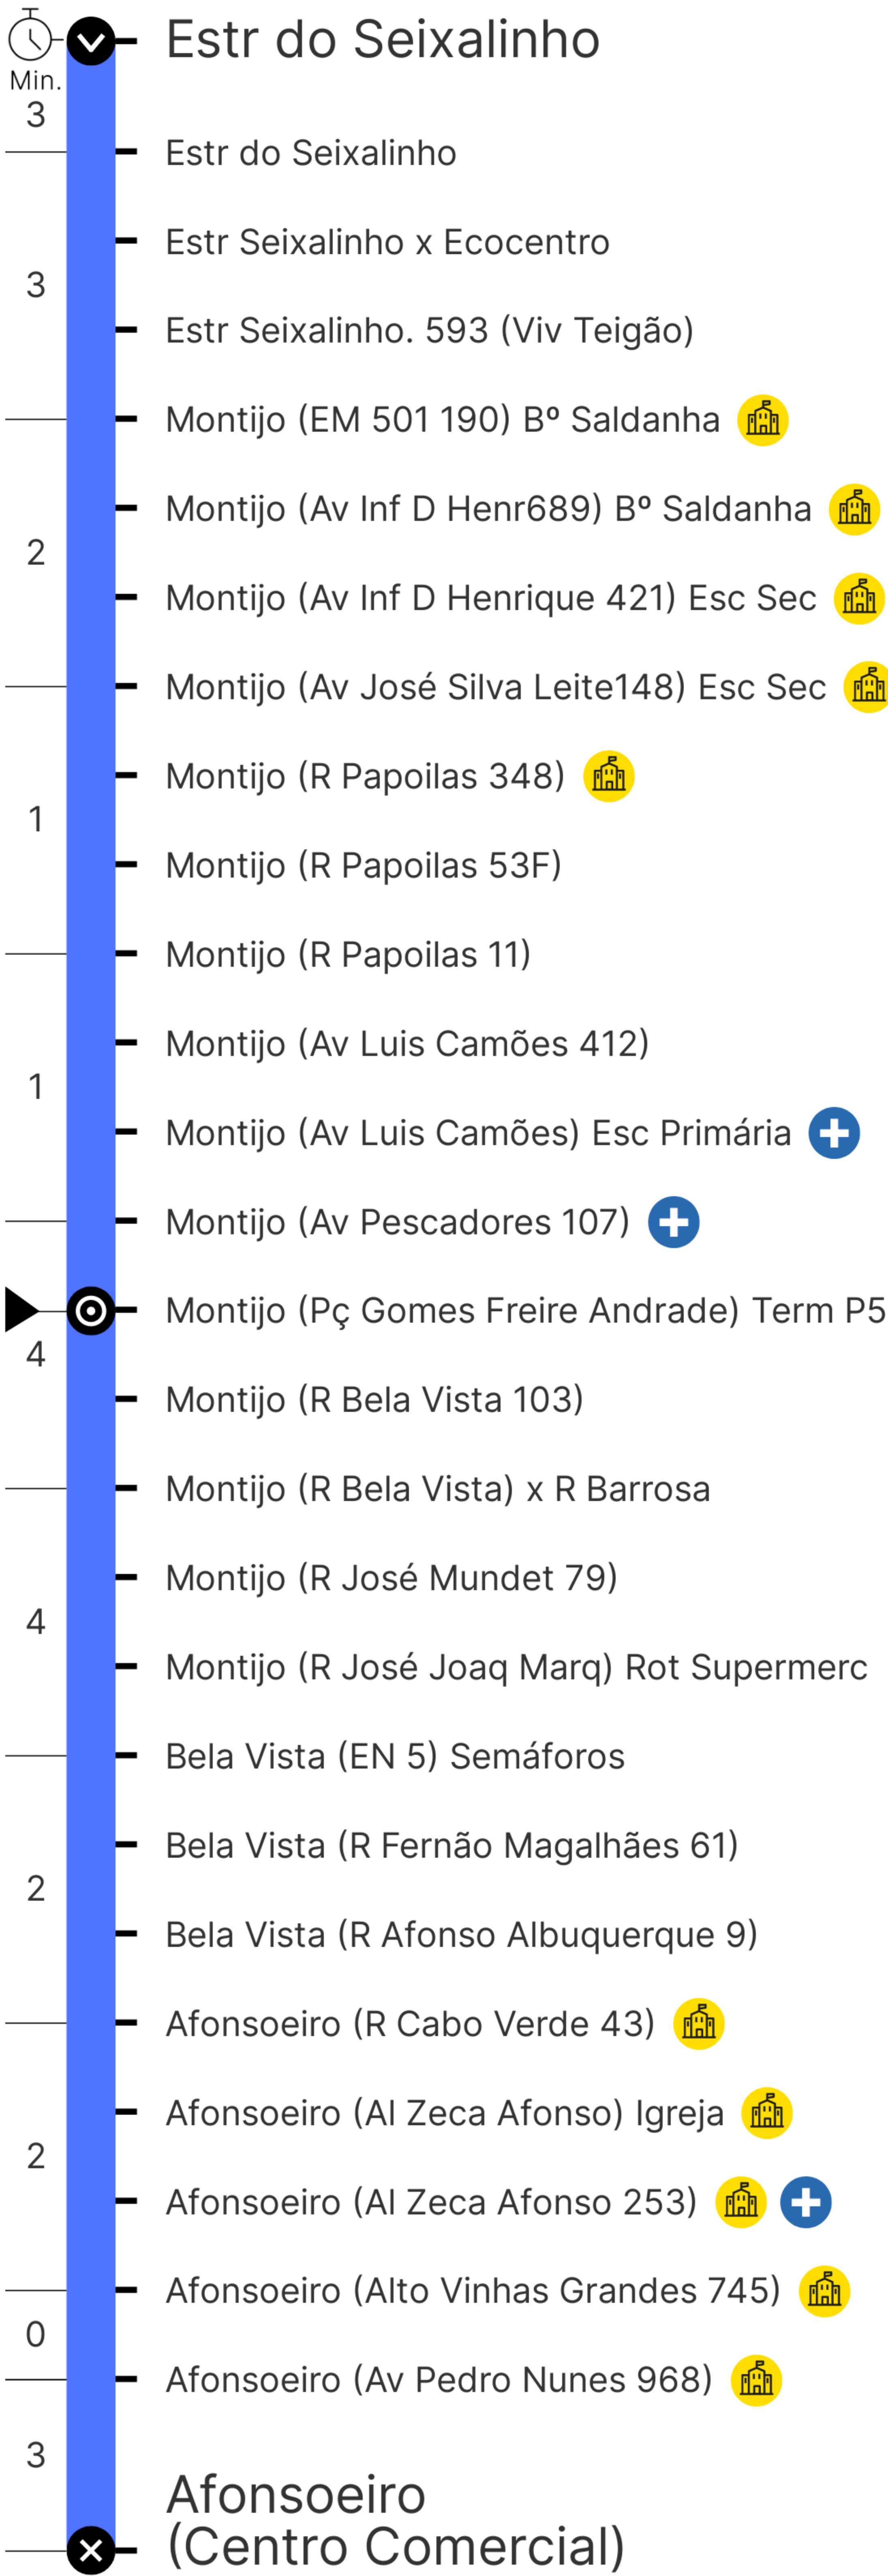 Estr do Seixalinho
Min.
3
Estr do Seixalinho
Estr Seixalinho x Ecocentro
3
Estr Seixalinho. 593 (Viv Teigão)
Montijo (EM 501 190) Bº Saldanha
Montijo (Av Inf D Henr689) Bº Saldanha
2
Montijo (Av Inf D Henrique 421) Esc Sec
Montijo (Av José Silva Leite148) Esc Sec
Montijo (R Papoilas 348)
1
Montijo (R Papoilas 53F)
Montijo (R Papoilas 11)
Montijo (Av Luis Camões 412)
1
Montijo (Av Luis Camões) Esc Primária
Montijo (Av Pescadores 107)
Montijo (Pç Gomes Freire Andrade) Term P5
4
Montijo (R Bela Vista 103)
Montijo (R Bela Vista) x R Barrosa
Montijo (R José Mundet 79)
4
Montijo (R José Joaq Marq) Rot Supermerc
Bela Vista (EN 5) Semáforos
Bela Vista (R Fernão Magalhães 61)
2
Bela Vista (R Afonso Albuquerque 9)
Afonsoeiro (R Cabo Verde 43)
Afonsoeiro (Al Zeca Afonso) Igreja
2
Afonsoeiro (Al Zeca Afonso 253)
Afonsoeiro (Alto Vinhas Grandes 745)
0
Afonsoeiro (Av Pedro Nunes 968)
3
Afonsoeiro
(Centro Comercial)